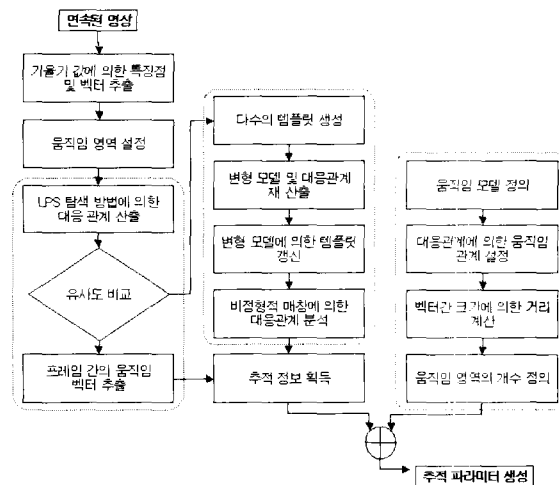 연속된 영상
기울기 값에 의한 특징점
및 벡터 추출
움직임 영역 설정
LPS 탐색 방법에 의한
대응 관계 산출
유사도 비교
프레임 간의 움직임
벡터 추출
다수의 템플릿 생성
변형 모델 및 대응관계
재 산출
변형 모델에 의한 템플릿
갱신
비정형적 매칭에 의한
대응관계 분석
추적 정보 획득
움직임 모델 정의
대응관계에 의한 움직임
관계 설정
벡터간 크기에 의한 거리
계산
움직임 영역의 개수 정의
추적 파라미터 생성